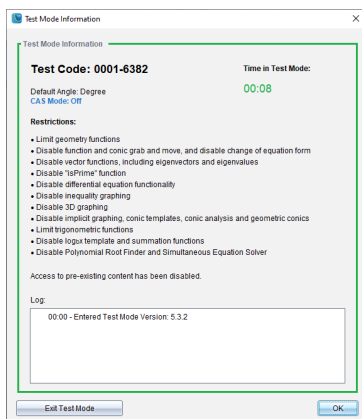 Test Mode Information
Test Mode Information
Test Code: 0001-6382
Time in Test Mode:
Default Angle: Degree
00:08
CAS Mode: Off
Restrictions:
• Limit geometry functions
• Disable function and conic grab and move, and disable change of equation form
• Disable vector functions, including eigenvectors and eigenvalues
• Disable "isPrime" function
• Disable differential equation functionality
• Disable inequality graphing
• Disable 3D graphing
• Disable implicit graphing, conic templates, conic analysis and geometric conics
• Limit trigonometric functions
• Disable logbx template and summation functions
• Disable Polynomial Root Finder and Simultaneous Equation Solver
Access to pre-existing content has been disabled.
Log:
00:00 - Entered Test Mode Version: 5.3.2
Exit Test Mode
OK